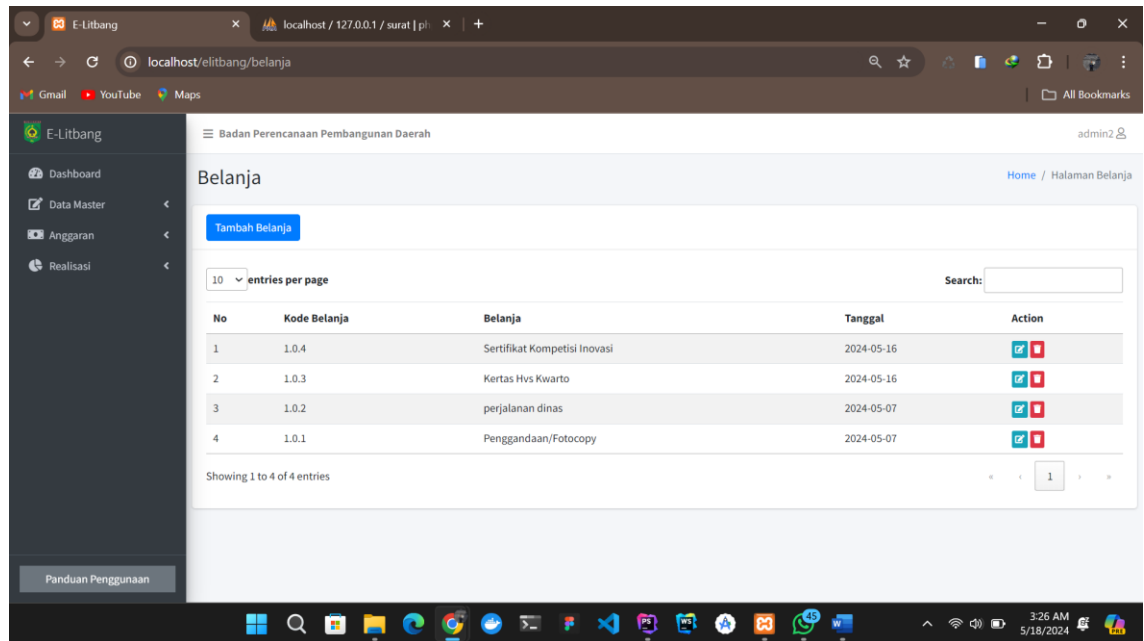 E-Litbang
localhost / 127.0.0.1 / surat | ph
localhost/elitbang/belanja
Gmail YouTube Maps All Bookmarks
E-Litbang
Badan Perencanaan Pembangunan Daerah
admin2
Dashboard
Data Master
Anggaran
Realisasi
Panduan Penggunaan
Belanja
Home / Halaman Belanja
Tambah Belanja
10 entries per page
Search:
No Kode Belanja Belanja Tanggal Action
1 1.0.4 Sertifikat Kompetisi Inovasi 2024-05-16
2 1.0.3 Kertas Hvs Kwarto 2024-05-16
3 1.0.2 perjalanan dinas 2024-05-07
4 1.0.1 Penggandaan/Fotocopy 2024-05-07
Showing 1 to 4 of 4 entries
« ‹ 1 › »
45
3:26 AM
5/18/2024